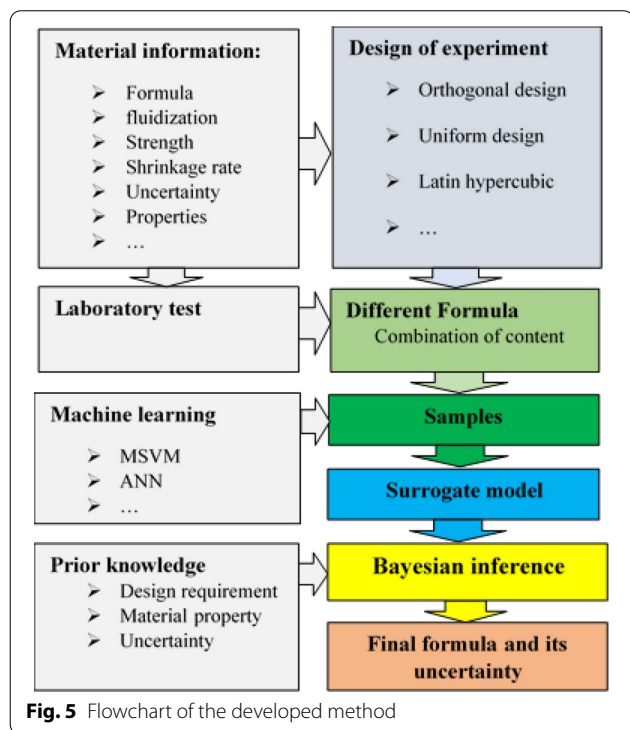 Material information:
Formula
fluidization
Strength
Shrinkage rate
Uncertainty
Properties
…
Design of experiment
Orthogonal design
Uniform design
Latin hypercubic
…
Laboratory test
Different Formula
Combination of content
Machine learning
MSVM
ANN
…
Samples
Surrogate model
Prior knowledge
Design requirement
Material property
Uncertainty
Bayesian inference
Final formula and its
uncertainty
Fig. 5 Flowchart of the developed method